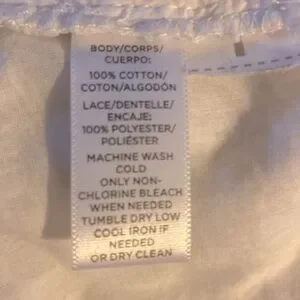 BODY/CORPS/
CUERPO:
100% COTTON/
COTON/ALGODÓN
LACE/DENTELLE/
ENCAJE:
100% POLYESTER/
POLIÉSTER
MACHINE WASH
COLD
ONLY NON-
CHLORINE BLEACH
WHEN NEEDED
TUMBLE DRY LOW
COOL IRON IF
NEEDED
OR DRY CLEAN